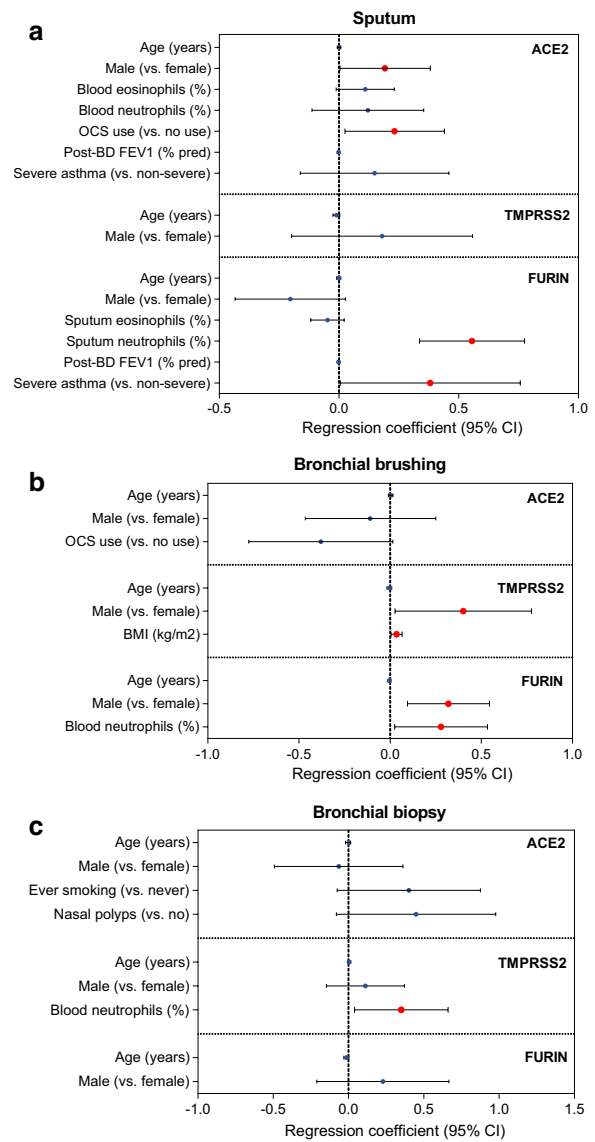 a
Sputum
Age (years)
ACE2
Male (vs. female)
Blood eosinophils (%)
Blood neutrophils (%)
OCS use (vs. no use)
Post-BD FEV1 (% pred)
Severe asthma (vs. non-severe)
Age (years)
TMPRSS2
Male (vs. female)
Age (years)
FURIN
Male (vs. female)
Sputum eosinophils (%)
Sputum neutrophils (%)
Post-BD FEV1 (% pred)
Severe asthma (vs. non-severe)
-0.5 0.0 0.5 1.0
Regression coefficient (95% CI)
b
Bronchial brushing
Age (years)
ACE2
Male (vs. female)
OCS use (vs. no use)
Age (years)
TMPRSS2
Male (vs. female)
BMI (kg/m2)
Age (years)
FURIN
Male (vs. female)
Blood neutrophils (%)
-1.0 -0.5 0.0 0.5 1.0
Regression coefficient (95% CI)
c
Bronchial biopsy
Age (years)
ACE2
Male (vs. female)
Ever smoking (vs. never)
Nasal polyps (vs. no)
Age (years)
TMPRSS2
Male (vs. female)
Blood neutrophils (%)
Age (years)
FURIN
Male (vs. female)
-1.0 -0.5 0.0 0.5 1.0 1.5
Regression coefficient (95% CI)